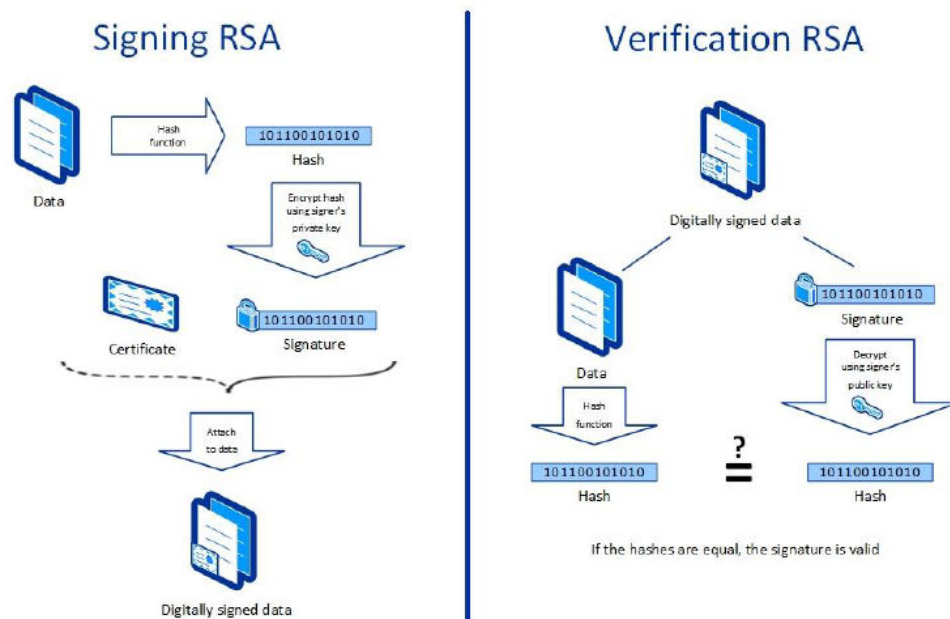 Signing RSA
Data
Hash
function
101100101010
Hash
Encrypt hash
using signer's
private key
Certificate
101100101010
Signature
Attach
to data
Digitally signed data
Verification RSA
Digitally signed data
Data
101100101010
Signature
Hash
function
Decrypt
using signer's
public key
101100101010
Hash
?
=
101100101010
Hash
If the hashes are equal, the signature is valid